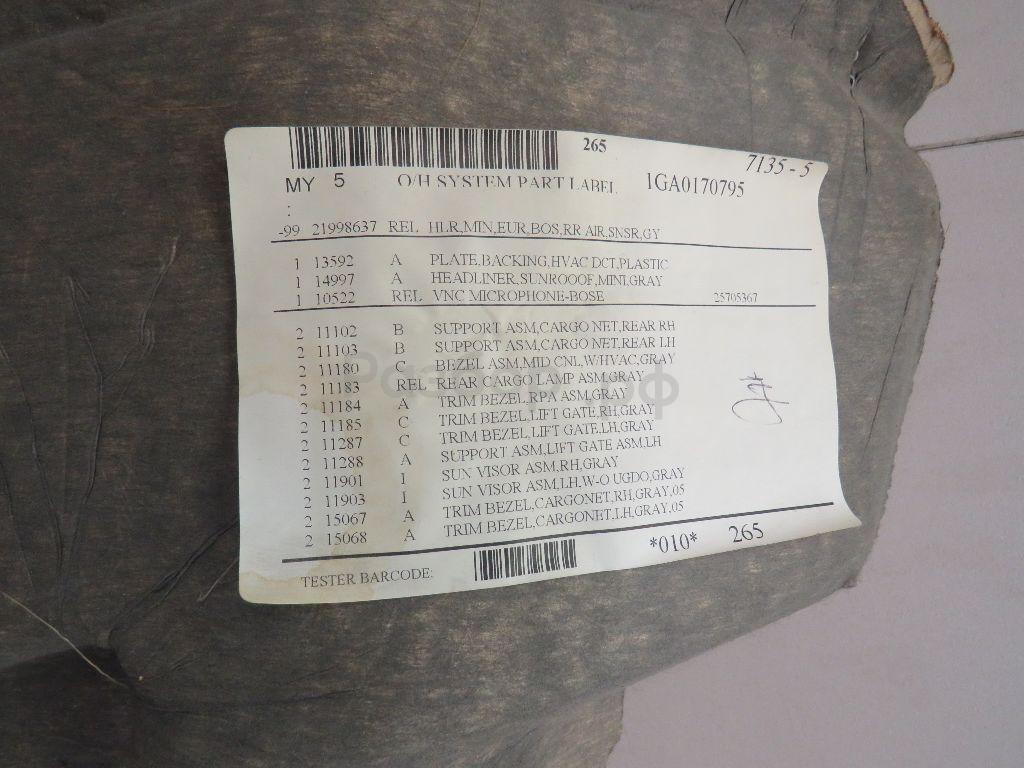 265
7135-5
MY 5 O/H SYSTEM PART LABEL 1GA0170795
:
-99 21998637 REL HLR,MIN,EUR,BOS,RR AIR,SNSR,GY
1 13592 A PLATE,BACKING,HVAC DCT,PLASTIC
1 14997 A HEADLINER,SUNROOOF,MINI,GRAY
1 10522 REL VNC MICROPHONE-BOSE 25705367
2 11102 B SUPPORT ASM,CARGO NET,REAR RH
2 11103 B SUPPORT ASM,CARGO NET,REAR LH
2 11180 C BEZEL ASM,MID CNL,W/HVAC,GRAY
2 11183 REL REAR CARGO LAMP ASM,GRAY
2 11184 A TRIM BEZEL,RPA ASM,GRAY
2 11185 C TRIM BEZEL,LIFT GATE,RH,GRAY
2 11287 C TRIM BEZEL,LIFT GATE,LH,GRAY
2 11288 A SUPPORT ASM,LIFT GATE ASM,LH
2 11901 I SUN VISOR ASM,RH,GRAY
2 11903 I SUN VISOR ASM,LH,W-O UGDO,GRAY
2 15067 A TRIM BEZEL,CARGONET,RH,GRAY,05
2 15068 A TRIM BEZEL,CARGONET,LH,GRAY,05
TESTER BARCODE: *010* 265